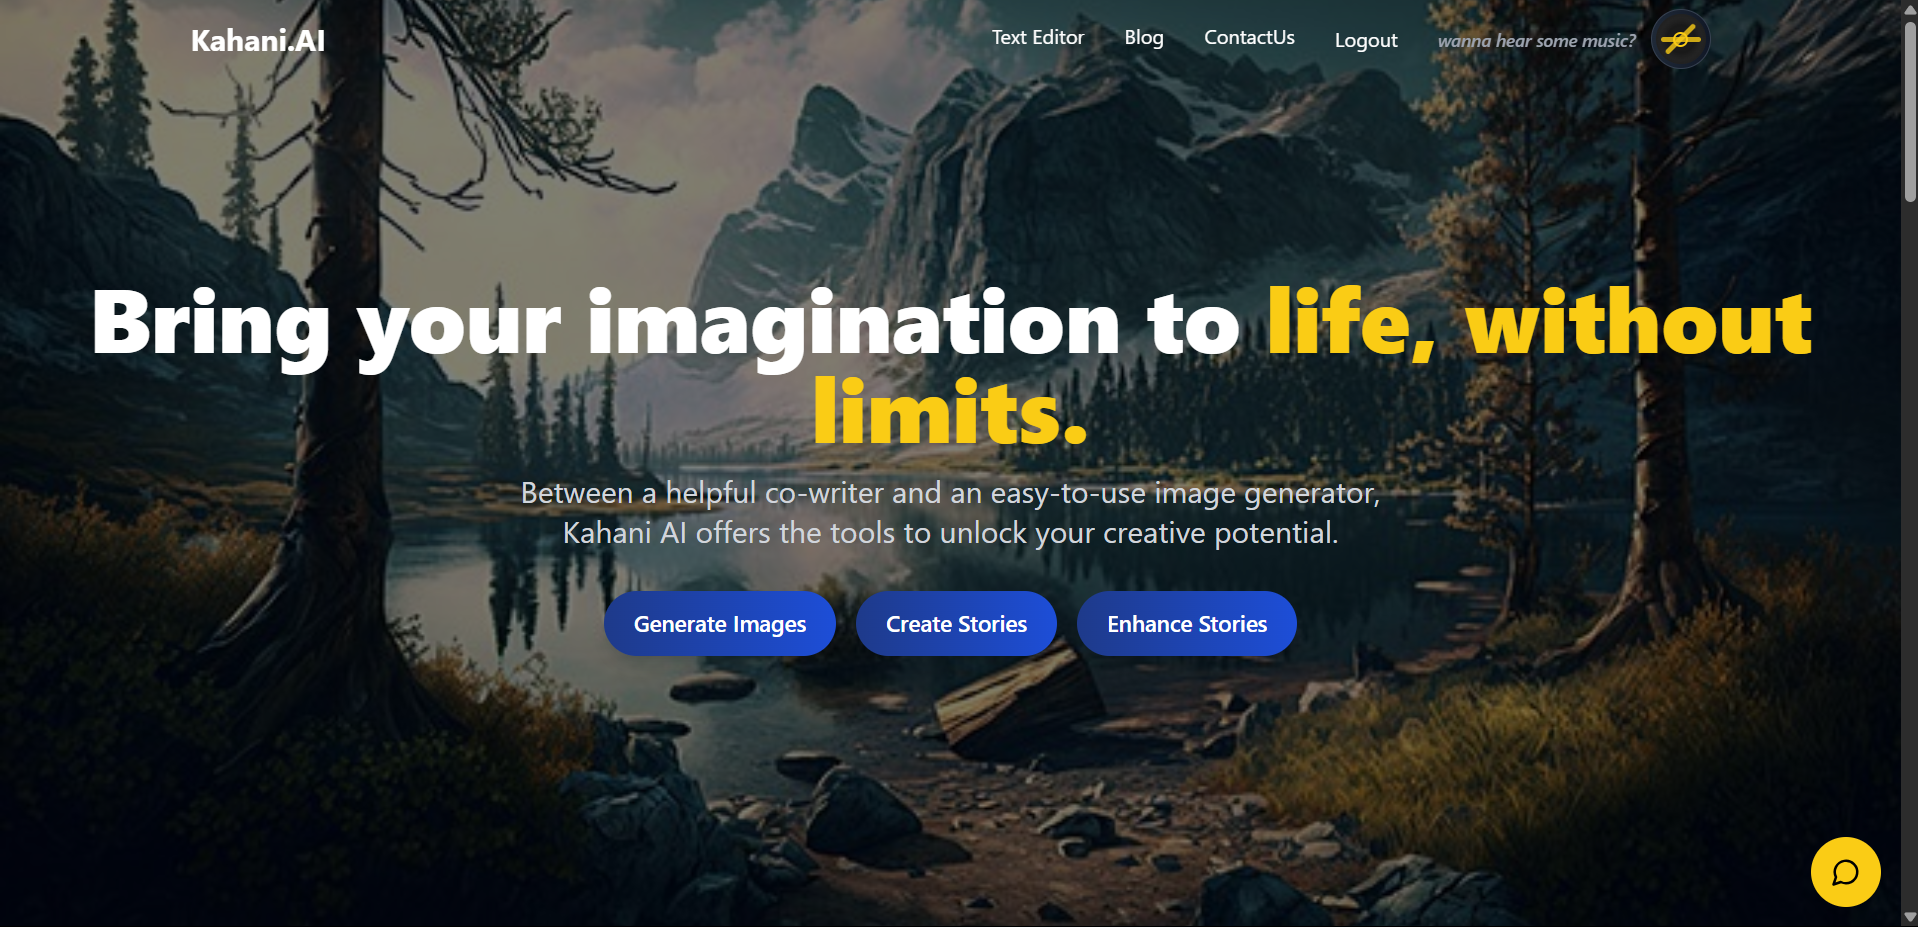 Kahani.AI
Text Editor
Blog
ContactUs
Logout
wanna hear some music?
Bring your imagination to life, without
limits.
Between a helpful co-writer and an easy-to-use image generator,
Kahani AI offers the tools to unlock your creative potential.
Generate Images
Create Stories
Enhance Stories